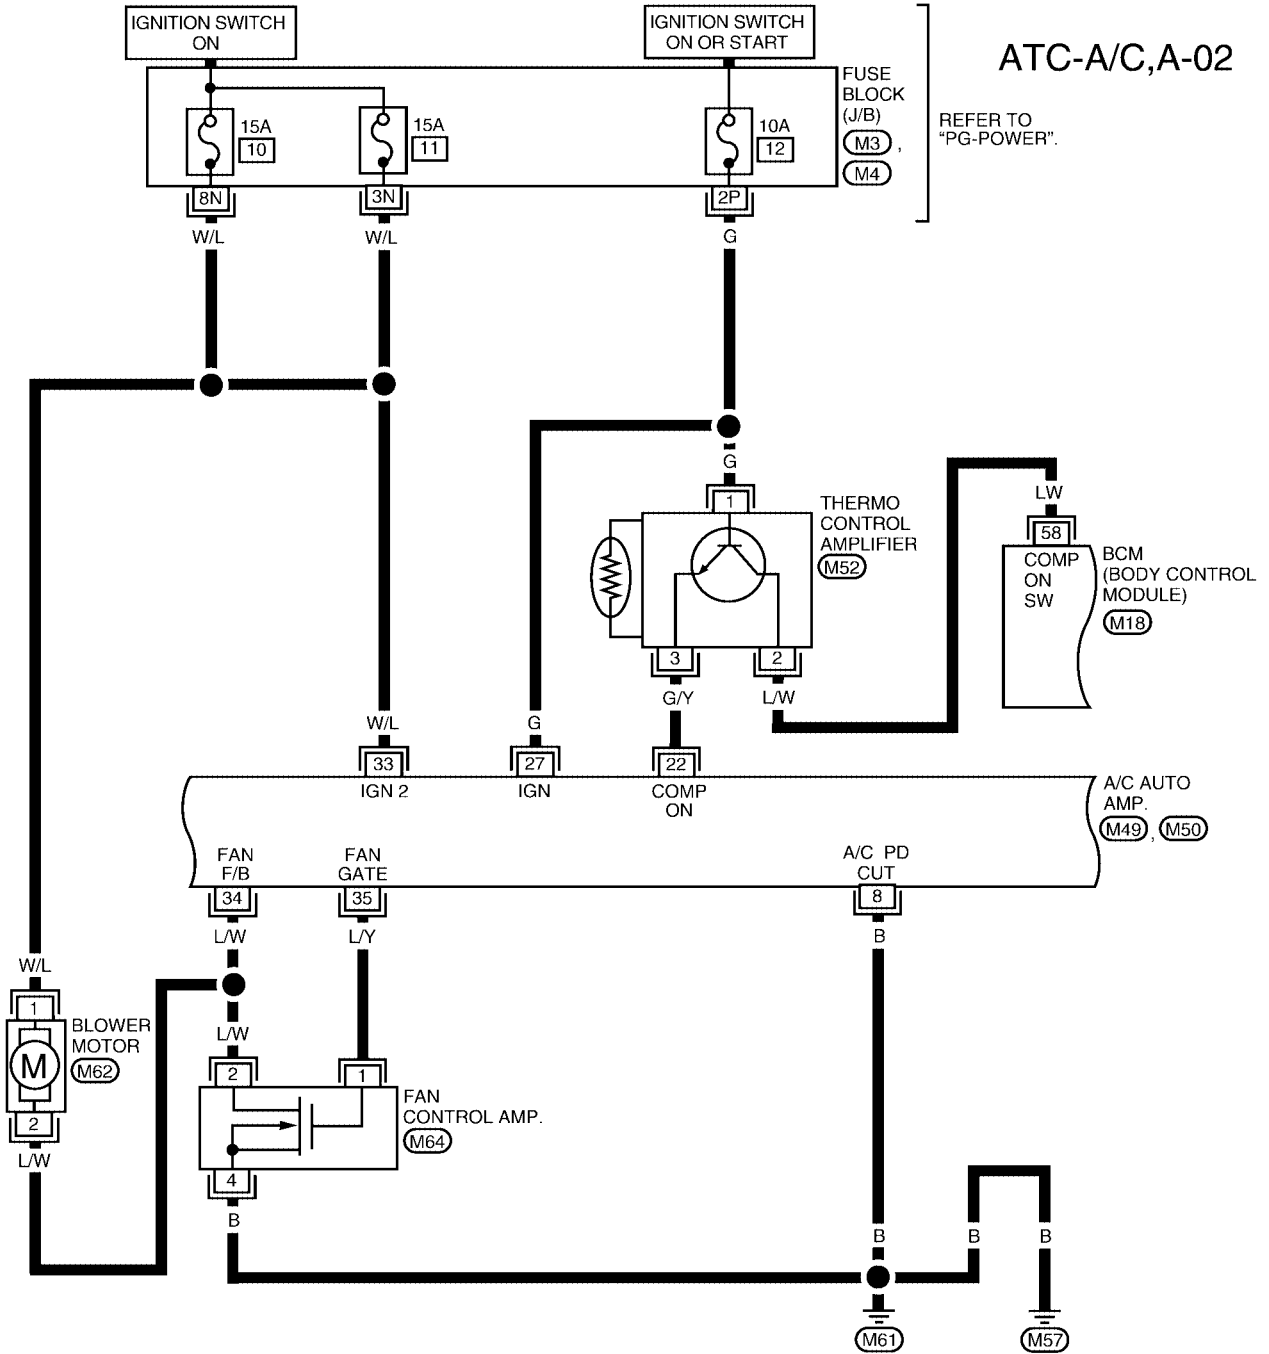 IGNITION SWITCH
ON
IGNITION SWITCH
ON OR START
ATC-A/C,A-02
FUSE
BLOCK
(J/B)
M3 ,
M4
REFER TO
“PG-POWER”.
15A
10
15A
11
10A
12
8N
3N
2P
W/L
W/L
G
G
1
THERMO
CONTROL
AMPLIFIER
M52
LW
58
COMP
ON
SW
BCM
(BODY CONTROL
MODULE)
M18
3
2
G/Y
L/W
W/L
G
33
27
22
IGN 2
IGN
COMP
ON
A/C AUTO
AMP.
M49 , M50
FAN
F/B
FAN
GATE
A/C PD
CUT
34
35
8
L/W
L/Y
B
W/L
1
BLOWER
MOTOR
M62
M
2
L/W
L/W
2
1
FAN
CONTROL AMP.
M64
4
B
B
B
B
M61
M57